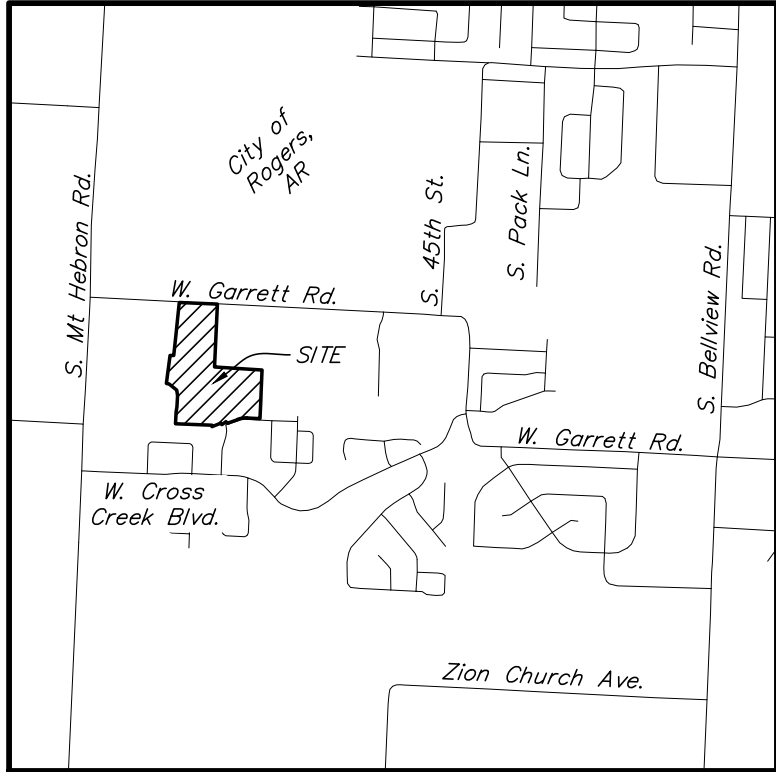 City of
Rogers,
AR
S. Mt Hebron Rd.
S. 45th St.
S. Pack Ln.
S. Bellview Rd.
W. Garrett Rd.
SITE
W. Garrett Rd.
W. Cross
Creek Blvd.
Zion Church Ave.